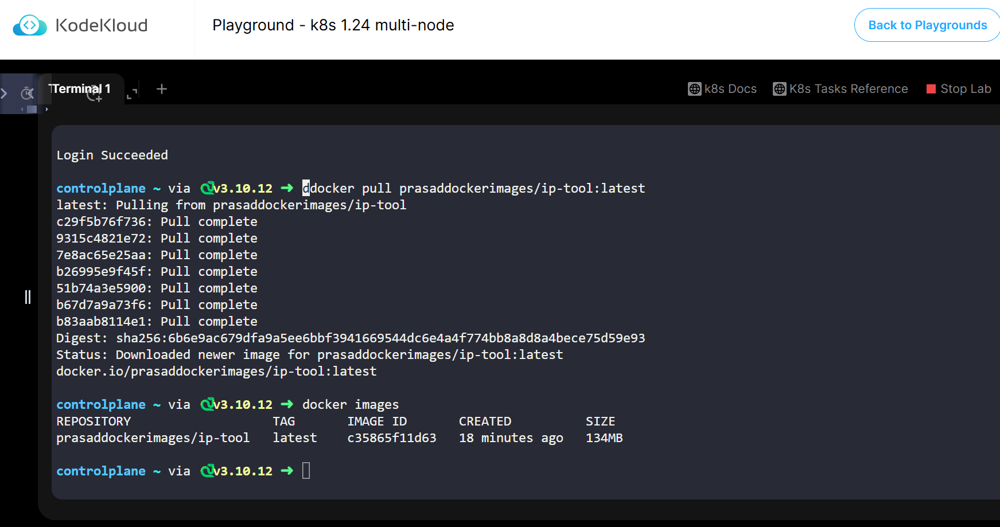 KodeKloud
Playground - k8s 1.24 multi-node
Back to Playgrounds
Terminal 1
k8s Docs
K8s Tasks Reference
Stop Lab
Login Succeeded
controlplane ~ via v3.10.12 ➜ ddocker pull prasaddockerimages/ip-tool:latest
latest: Pulling from prasaddockerimages/ip-tool
c29f5b76f736: Pull complete
9315c4821e72: Pull complete
7e8ac65e25aa: Pull complete
b26995e9f45f: Pull complete
51b74a3e5900: Pull complete
b67d7a9a73f6: Pull complete
b83aab8114e1: Pull complete
Digest: sha256:6b6e9ac679dfa9a5ee6bbf3941669544dc6e4a4f774bb8a8d8a4bece75d59e93
Status: Downloaded newer image for prasaddockerimages/ip-tool:latest
docker.io/prasaddockerimages/ip-tool:latest
controlplane ~ via v3.10.12 ➜ docker images
REPOSITORY TAG IMAGE ID CREATED SIZE
prasaddockerimages/ip-tool latest c35865f11d63 18 minutes ago 134MB
controlplane ~ via v3.10.12 ➜